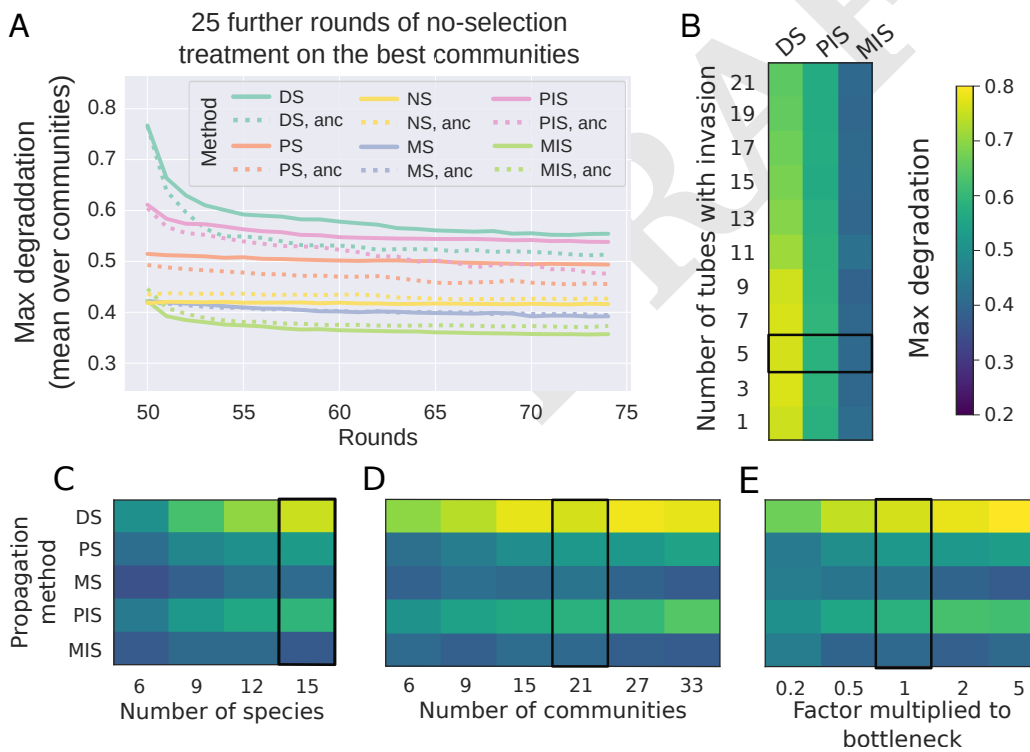 A
25 further rounds of no-selection
treatment on the best communities
Max degradation
(mean over communities)
0.8
0.7
0.6
0.5
0.4
0.3
Method
DS
DS, anc
PS
PS, anc
NS
NS, anc
MS
MS, anc
PIS
PIS, anc
MIS
MIS, anc
50
55
60
65
70
75
Rounds
B
DS
PIS
MIS
Number of tubes with invasion
21
19
17
15
13
11
9
7
5
3
1
Max degradation
0.8
0.7
0.6
0.5
0.4
0.3
0.2
C
Propagation
method
DS
PS
MS
PIS
MIS
6
9
12
15
Number of species
D
6
9
15
21
27
33
Number of communities
E
0.2
0.5
1
2
5
Factor multiplied to
bottleneck